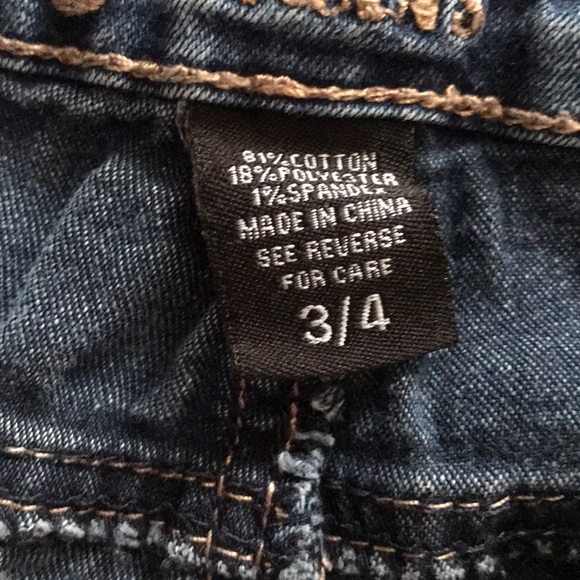 81% COTTON
18% POLYESTER
1% SPANDEX
MADE IN CHINA
SEE REVERSE
FOR CARE
3/4